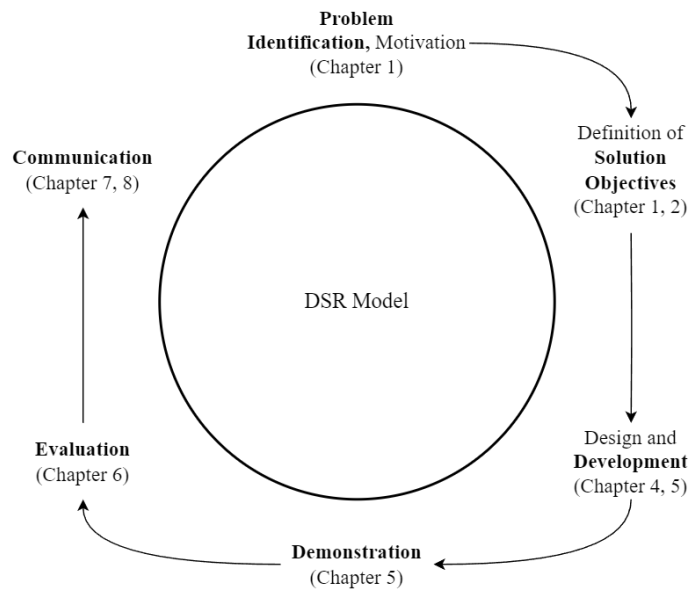 Problem
Identification, Motivation
(Chapter 1)
Definition of
Solution
Objectives
(Chapter 1, 2)
Design and
Development
(Chapter 4, 5)
Demonstration
(Chapter 5)
Evaluation
(Chapter 6)
Communication
(Chapter 7, 8)
DSR Model